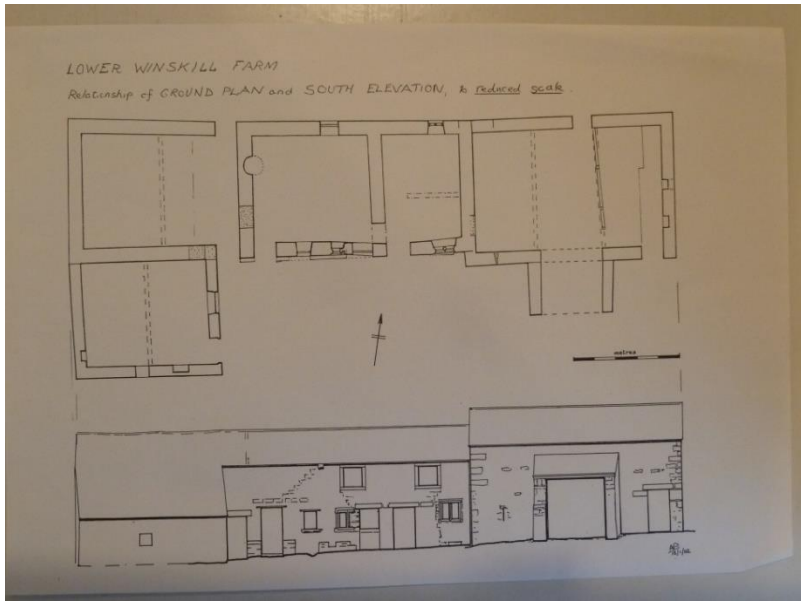 LOWER WINSKILL FARM
Relationship of GROUND PLAN and SOUTH ELEVATION, to reduced scale.
metres